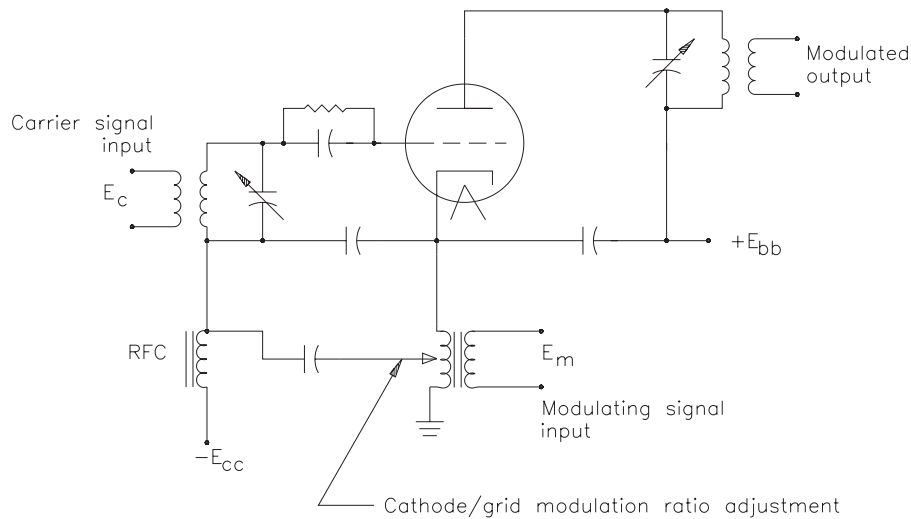 Modulated
output
Carrier signal
input
E_c
+E_bb
RFC
E_m
Modulating signal
input
-E_cc
Cathode/grid modulation ratio adjustment